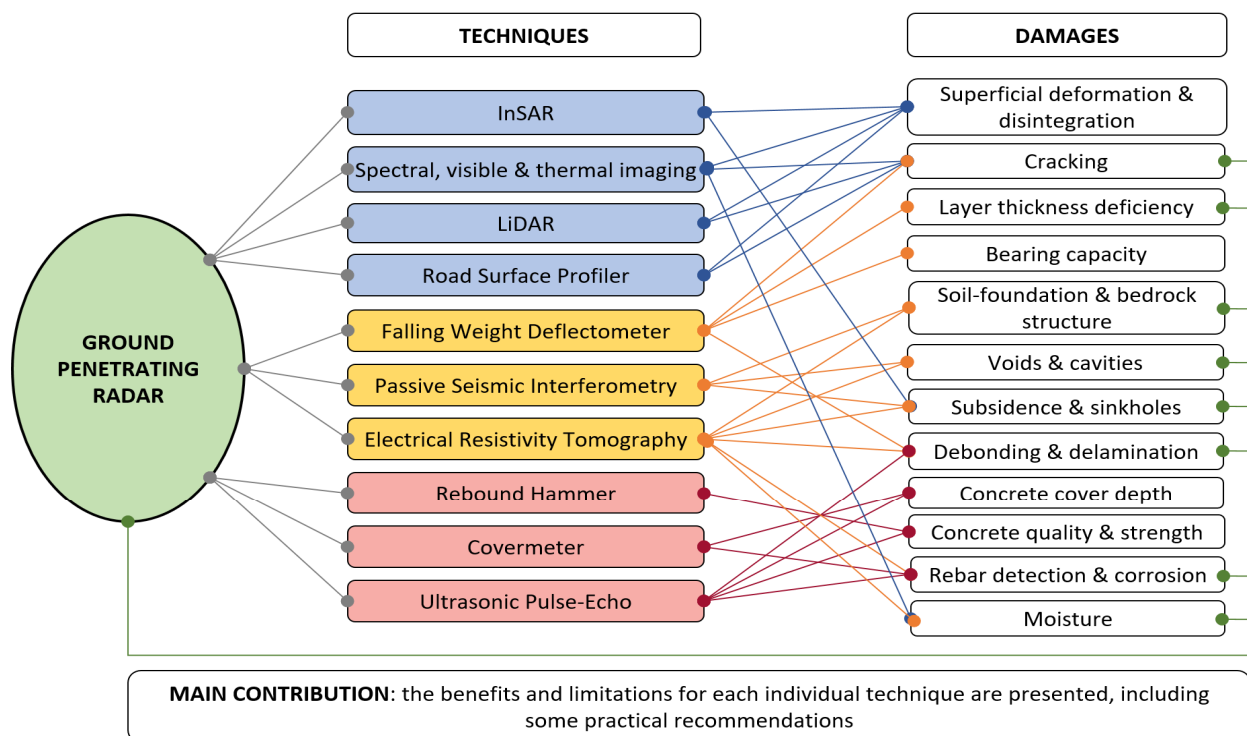 TECHNIQUES
DAMAGES
GROUND
PENETRATING
RADAR
InSAR
Spectral, visible & thermal imaging
LiDAR
Road Surface Profiler
Falling Weight Deflectometer
Passive Seismic Interferometry
Electrical Resistivity Tomography
Rebound Hammer
Covermeter
Ultrasonic Pulse-Echo
Superficial deformation &
disintegration
Cracking
Layer thickness deficiency
Bearing capacity
Soil-foundation & bedrock
structure
Voids & cavities
Subsidence & sinkholes
Debonding & delamination
Concrete cover depth
Concrete quality & strength
Rebar detection & corrosion
Moisture
MAIN CONTRIBUTION: the benefits and limitations for each individual technique are presented, including
some practical recommendations